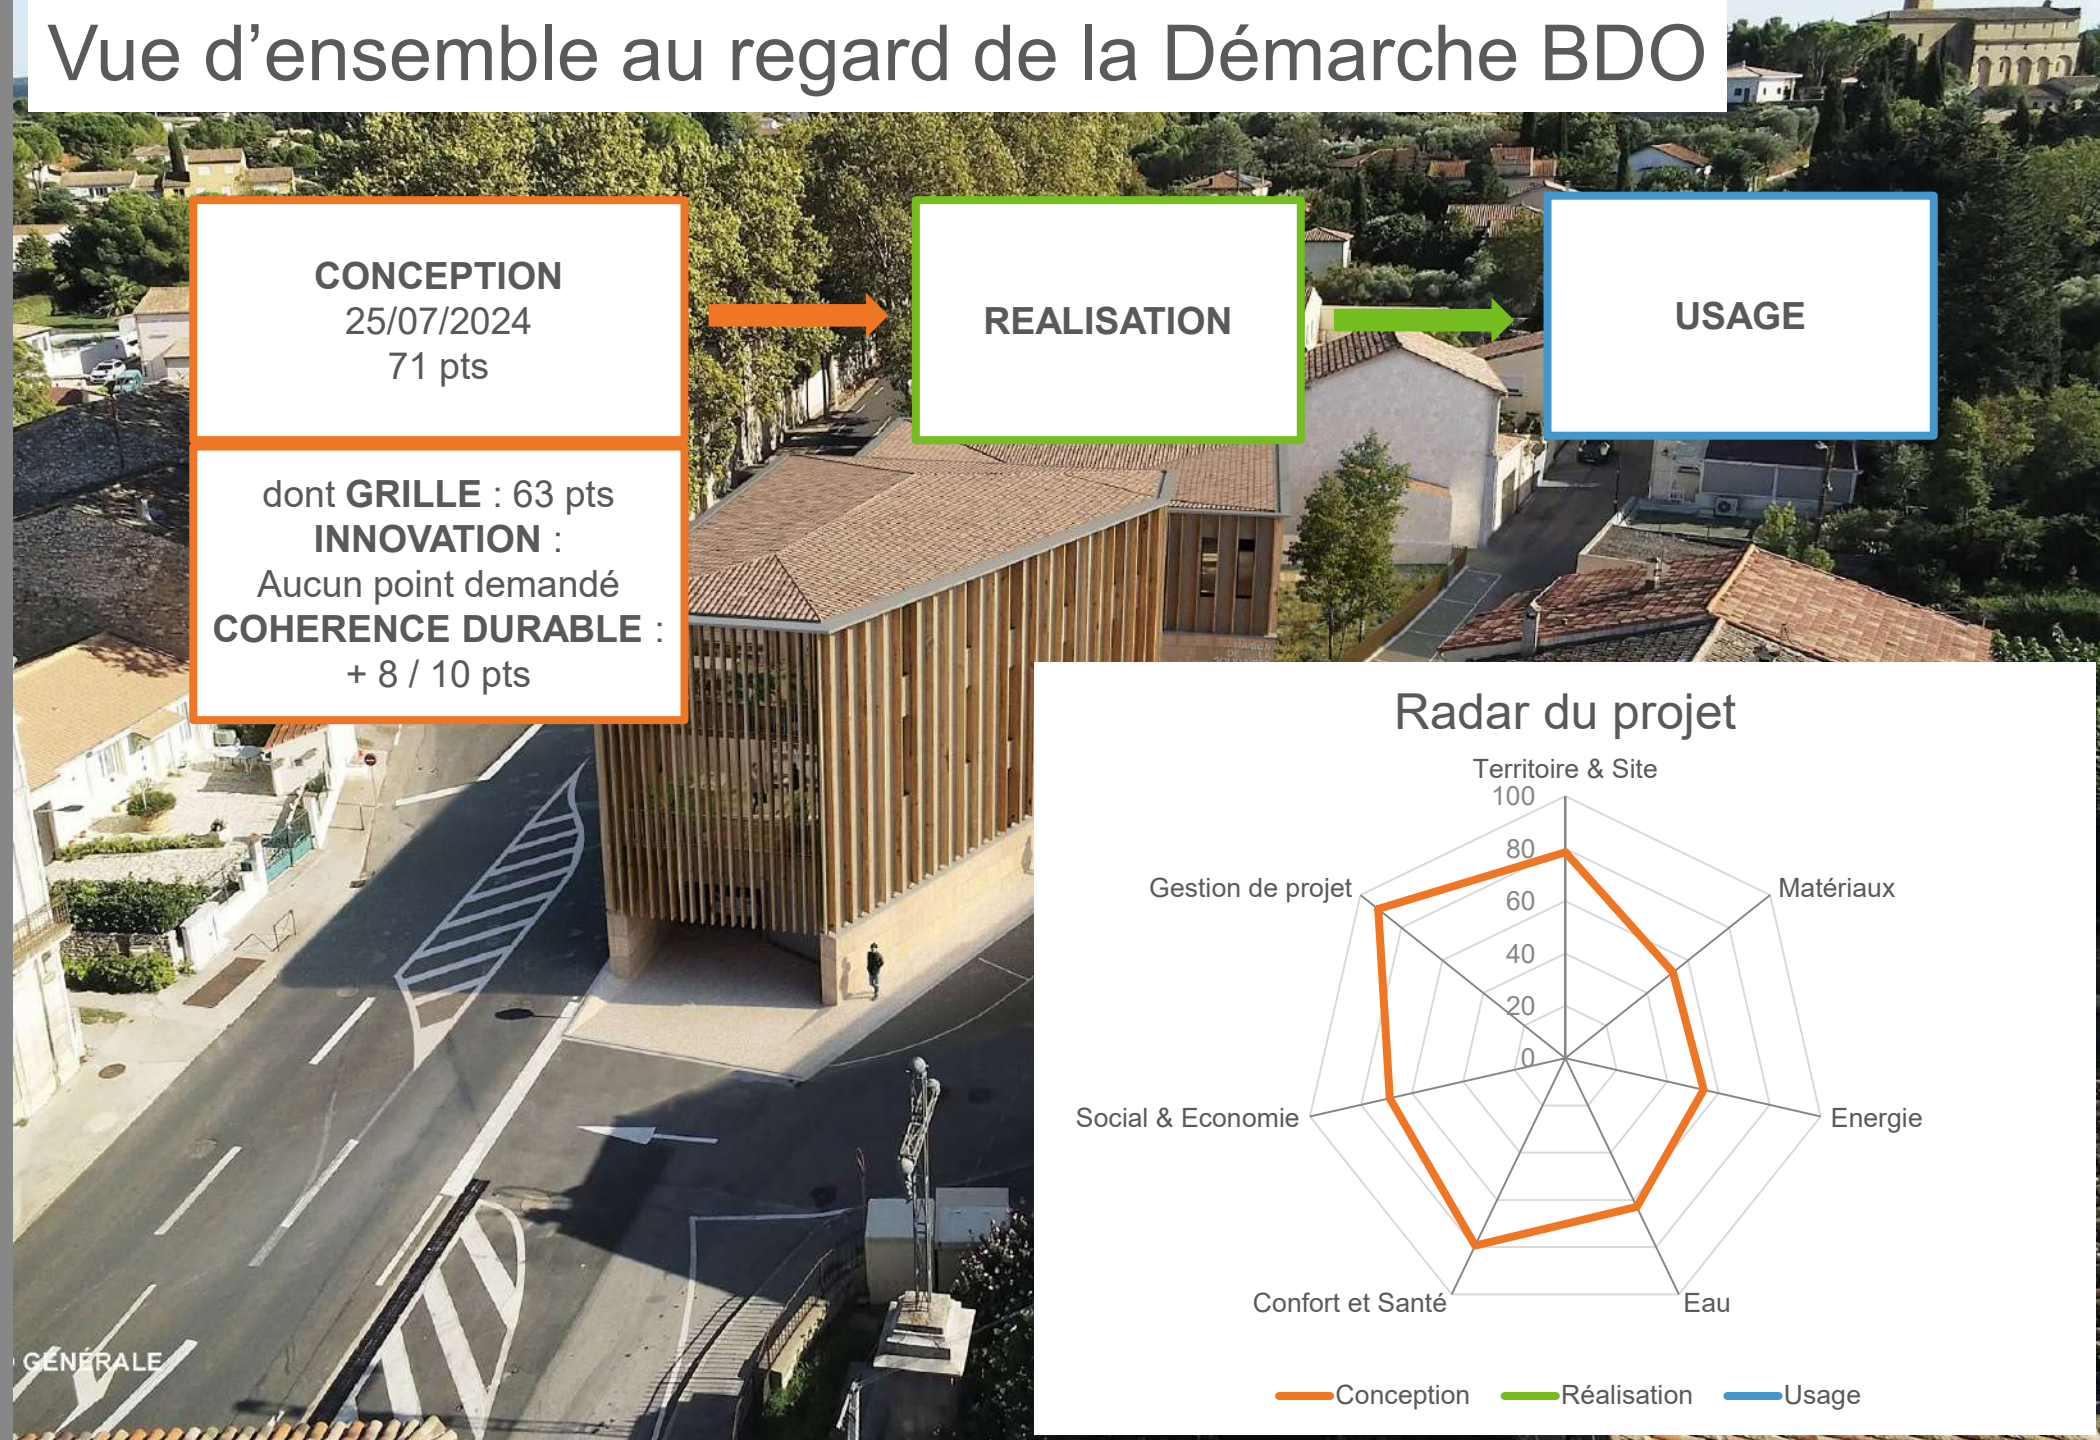 Vue d'ensemble au regard de la Démarche BDO
CONCEPTION
25/07/2024
71 pts
REALISATION
USAGE
dont GRILLE : 63 pts
INNOVATION :
Aucun point demandé
COHERENCE DURABLE :
+ 8 / 10 pts
Radar du projet
Territoire & Site
100
80
60
40
20
0
Matériaux
Energie
Eau
Confort et Santé
Social & Economie
Gestion de projet
Conception
Réalisation
Usage
GÉNÉRALE